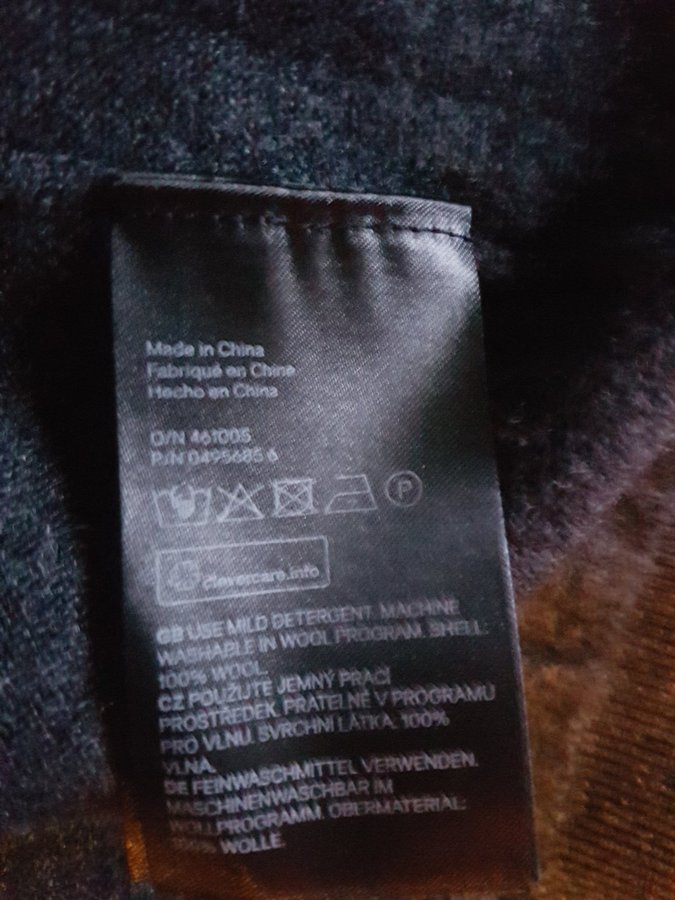 Made in China
Fabriqué en Chine
Hecho en China
O/N 461005
P/N 0495685 6
P
clevercare.info
GB USE MILD DETERGENT. MACHINE
WASHABLE IN WOOL PROGRAM. SHELL:
100% WOOL.
CZ POUŽIJTE JEMNÝ PRACÍ
PROSTŘEDEK. PRATELNÉ V PROGRAMU
PRO VLNU. SVRCHNÍ LÁTKA. 100%
VLNA.
DE FEINWASCHMITTEL VERWENDEN.
MASCHINENWASCHBAR IM
WOLLPROGRAMM. OBERMATERIAL:
100% WOLLE.